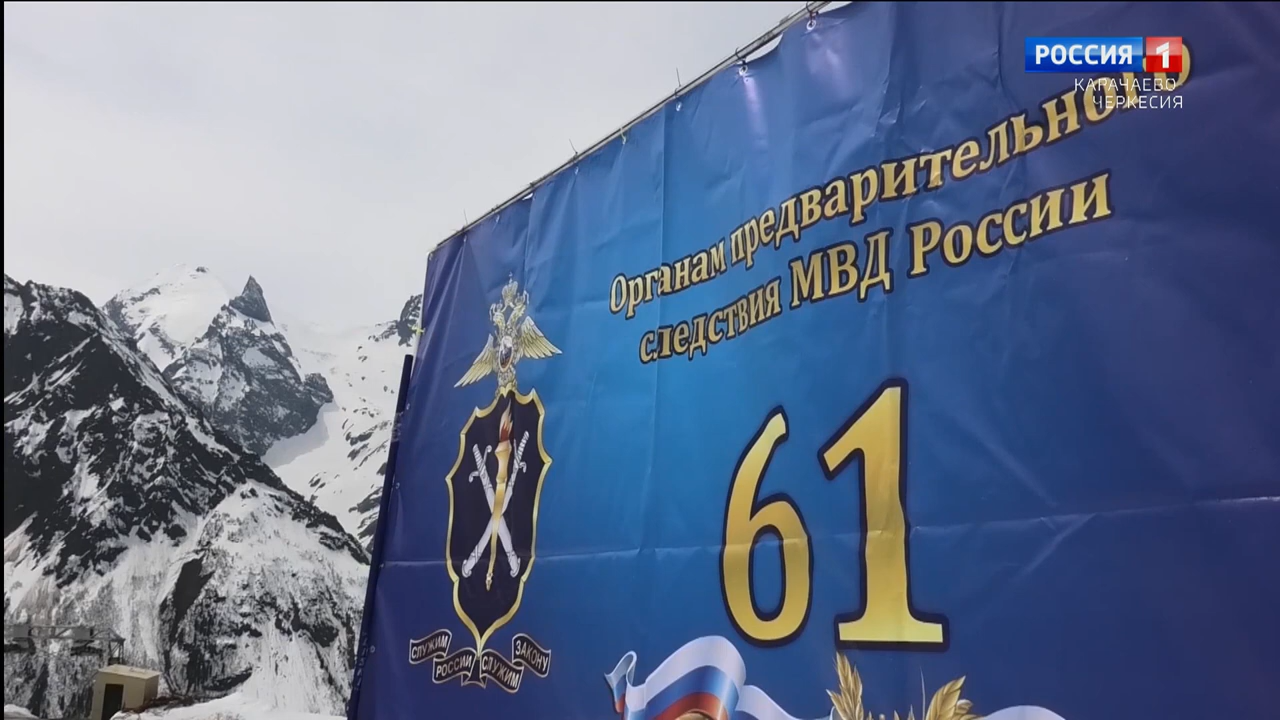 РОССИЯ 1
КАРАЧАЕВО
ЧЕРКЕСИЯ
Органам предварительного
следствия МВД России
61
СЛУЖИМ РОССИИ СЛУЖИМ ЗАКОНУ